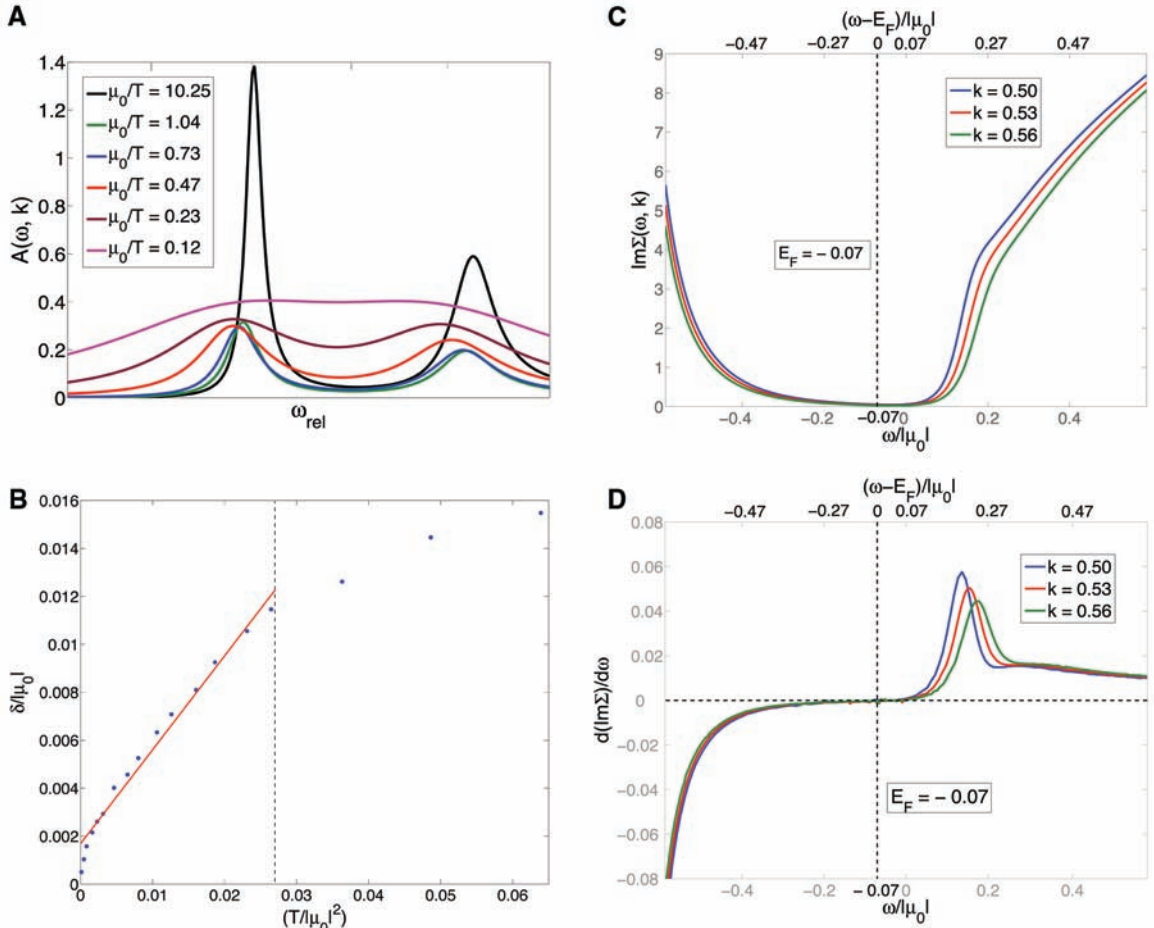 A
1.4
1.2
1
0.8
0.6
0.4
0.2
0
A(ω, k)
μ₀/T = 10.25
μ₀/T = 1.04
μ₀/T = 0.73
μ₀/T = 0.47
μ₀/T = 0.23
μ₀/T = 0.12
ω_rel
C
(ω−E_F)/|μ₀|
−0.47 −0.27 0 0.07 0.27 0.47
9
8
7
6
5
4
3
2
1
0
ImΣ(ω, k)
k = 0.50
k = 0.53
k = 0.56
E_F = − 0.07
−0.4 −0.2 −0.07 0 0.2 0.4
ω/|μ₀|
B
0.016
0.014
0.012
0.010
0.008
0.006
0.004
0.002
0
δ/|μ₀|
0 0.01 0.02 0.03 0.04 0.05 0.06
(T/|μ₀|²)
D
(ω−E_F)/|μ₀|
−0.47 −0.27 0 0.07 0.27 0.47
0.08
0.06
0.04
0.02
0
−0.02
−0.04
−0.06
−0.08
d(ImΣ)/dω
k = 0.50
k = 0.53
k = 0.56
E_F = − 0.07
−0.4 −0.2 − 0.07 0 0.2 0.4
ω/|μ₀|